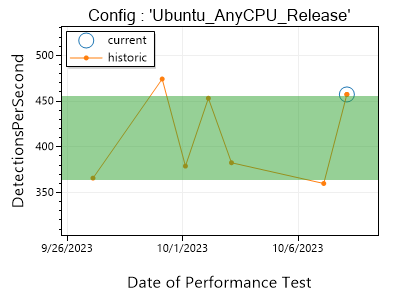 Config : 'Ubuntu_AnyCPU_Release'
current
historic
DetectionsPerSecond
500
450
400
350
9/26/2023
10/1/2023
10/6/2023
Date of Performance Test